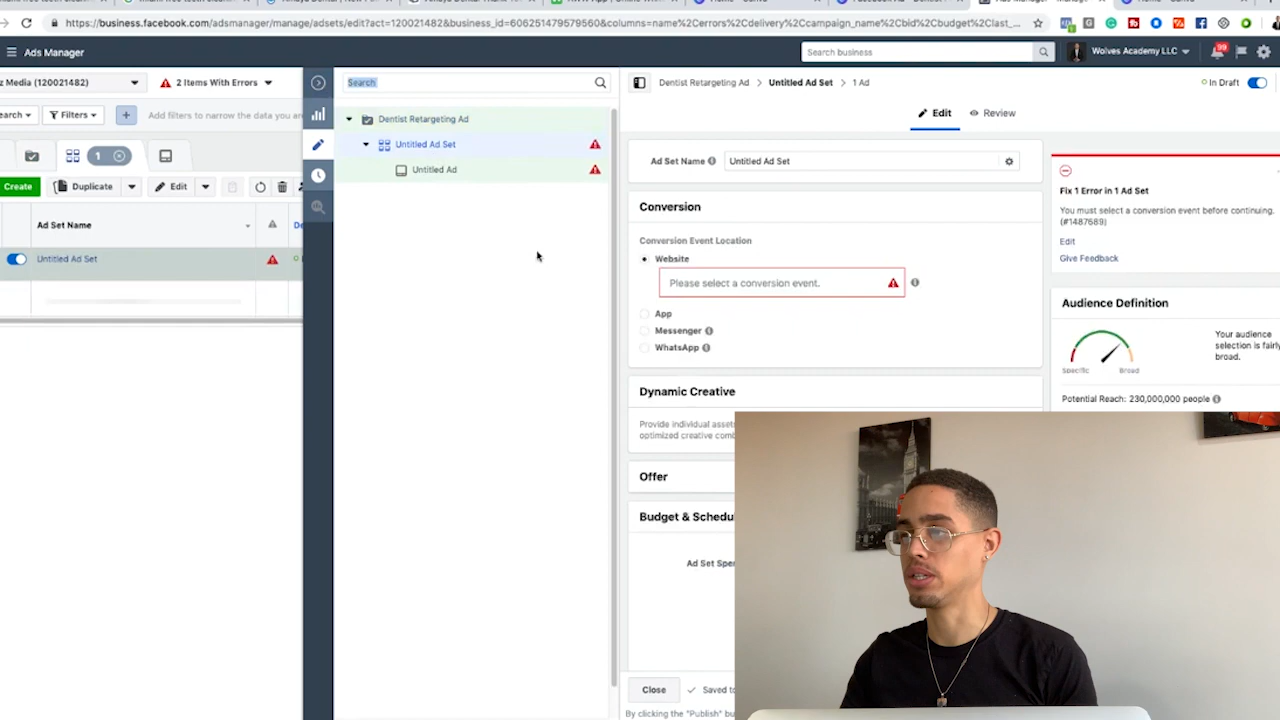 https://business.facebook.com/adsmanager/manage/adsets/edit?act=120021482&business_id=606251479579560&columns=name%2Cerrors%2Cdelivery%2Ccampaign_name%2Cbid%2Cbudget%2Clast_...
Ads Manager
Search business
Wolves Academy LLC
99
z Media (120021482)
2 Items With Errors
Search
Dentist Retargeting Ad > Untitled Ad Set > 1 Ad
In Draft
earch
Filters
Add filters to narrow the data you are
Dentist Retargeting Ad
Edit
Review
Untitled Ad Set
1
Ad Set Name
Untitled Ad Set
Untitled Ad
Create
Duplicate
Edit
Fix 1 Error in 1 Ad Set
You must select a conversion event before continuing.
(#1487689)
Edit
Give Feedback
Conversion
Ad Set Name
De
Conversion Event Location
Website
Untitled Ad Set
Please select a conversion event.
App
Messenger
WhatsApp
Audience Definition
Your audience
selection is fairly
broad.
Specific
Broad
Potential Reach: 230,000,000 people
Dynamic Creative
Provide individual assets
optimized creative comb
Offer
Budget & Schedu
Ad Set Spen
Close
Saved to
By clicking the "Publish" bu